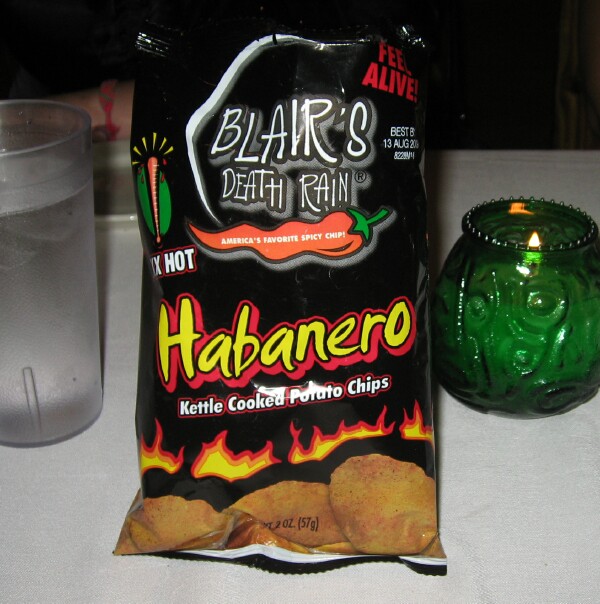 FEEL
ALIVE!
BLAIR'S
DEATH RAIN®
BEST BY
13 AUG
AMERICA'S FAVORITE SPICY CHIP!
HOT
Habanero
Kettle Cooked Potato Chips
2 OZ. (57g)